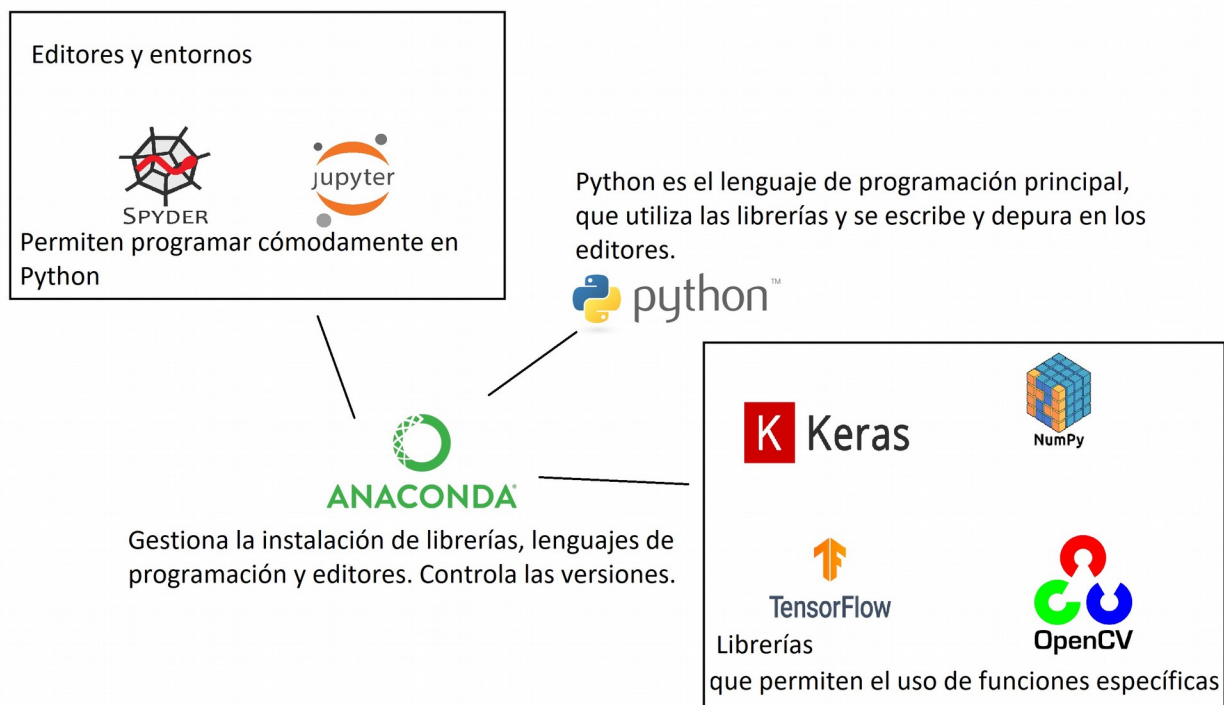 Editores y entornos
SPYDER
jupyter
Permiten programar cómodamente en
Python
Python es el lenguaje de programación principal,
que utiliza las librerías y se escribe y depura en los
editores.
python™
ANACONDA®
Gestiona la instalación de librerías, lenguajes de
programación y editores. Controla las versiones.
K Keras
NumPy
TensorFlow
OpenCV
Librerías
que permiten el uso de funciones específicas